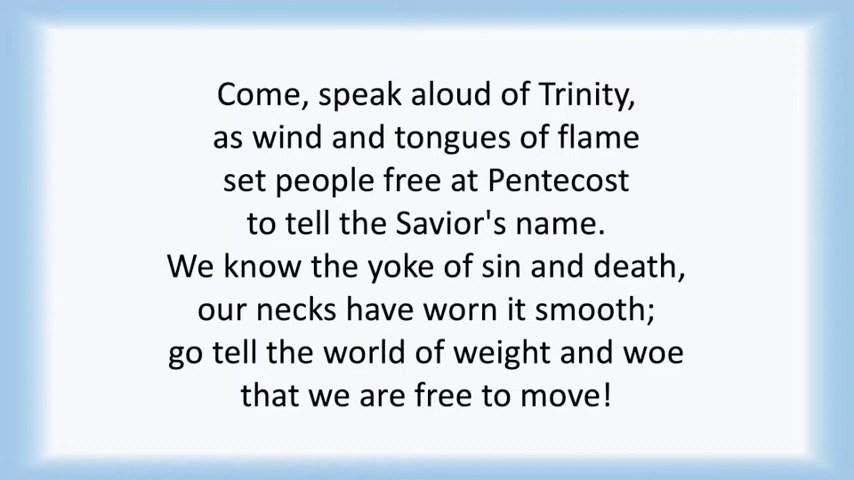 Come, speak aloud of Trinity,
as wind and tongues of flame
set people free at Pentecost
to tell the Savior's name.
We know the yoke of sin and death,
our necks have worn it smooth;
go tell the world of weight and woe
that we are free to move!